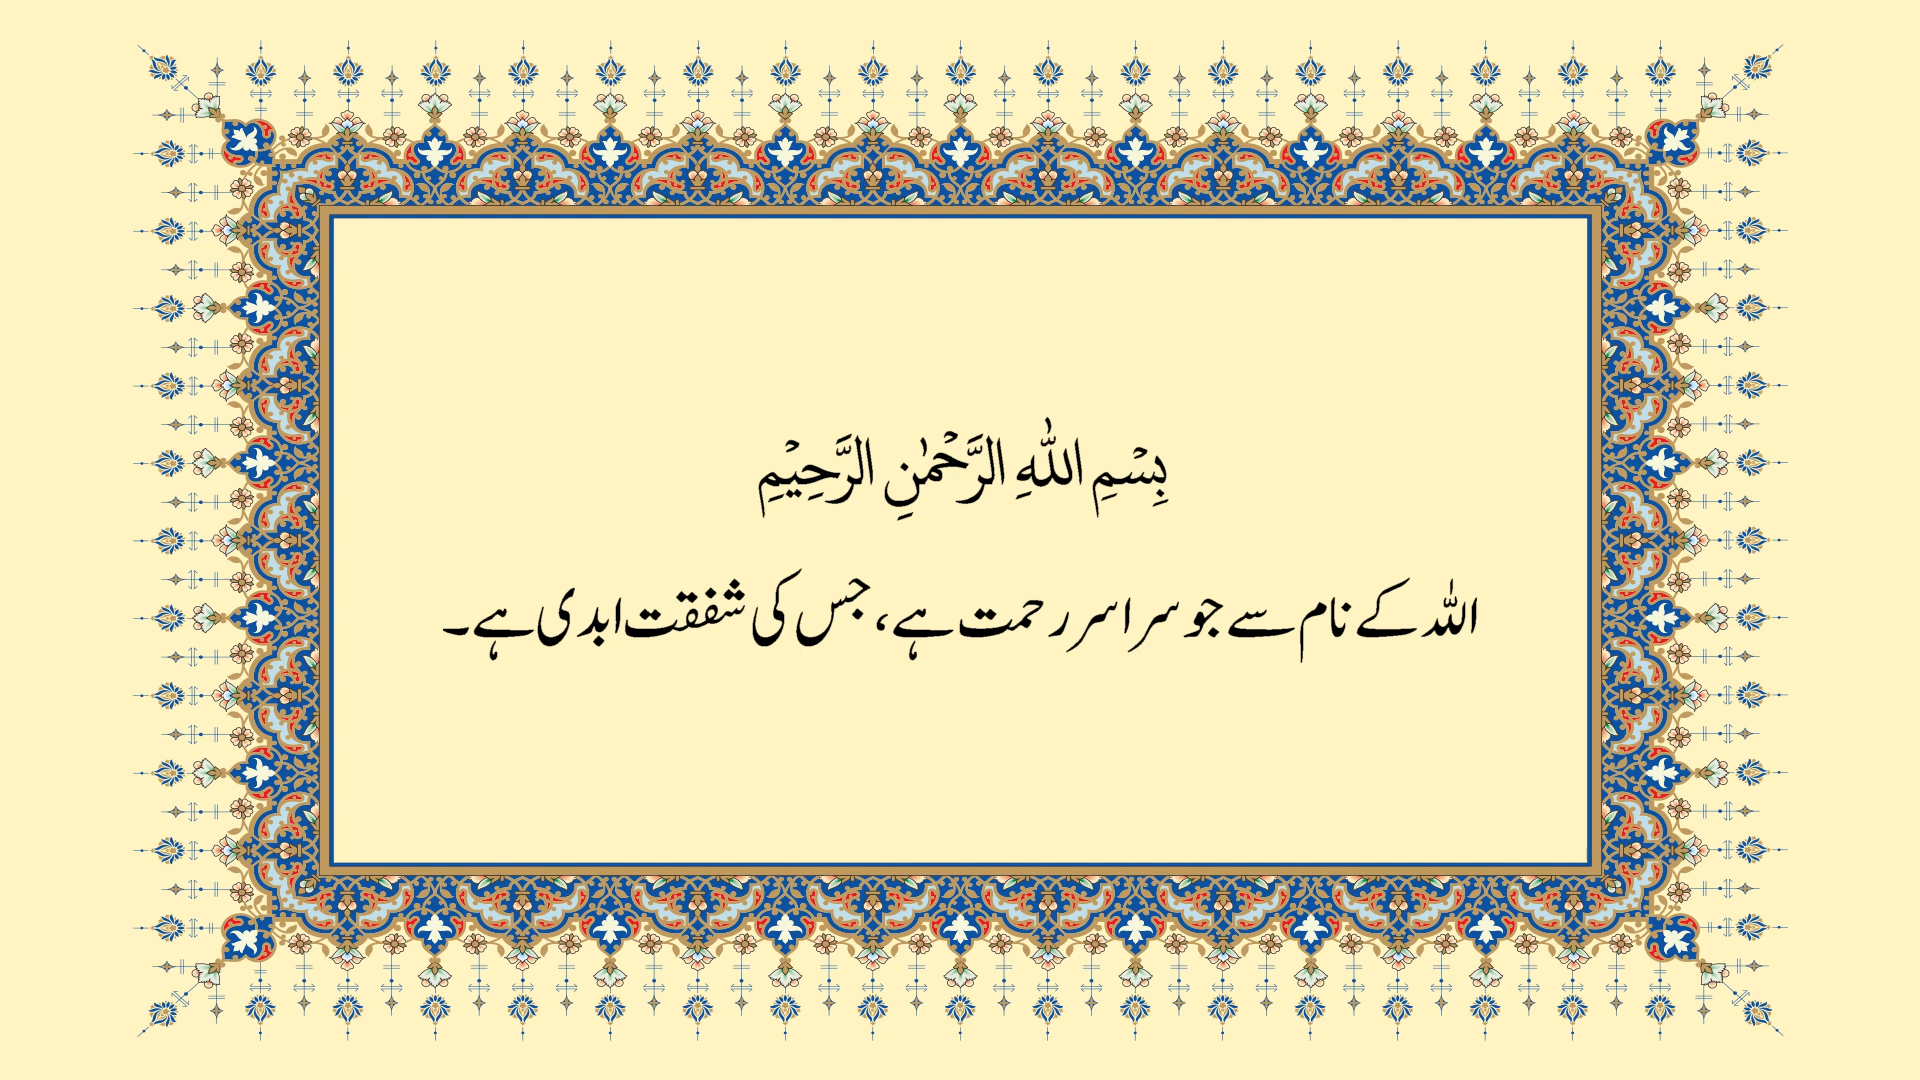 بِسْمِ اللّٰهِ الرَّحْمٰنِ الرَّحِيْمِ
اللہ کے نام سے جو سراسر رحمت ہے، جس کی شفقت ابدی ہے۔